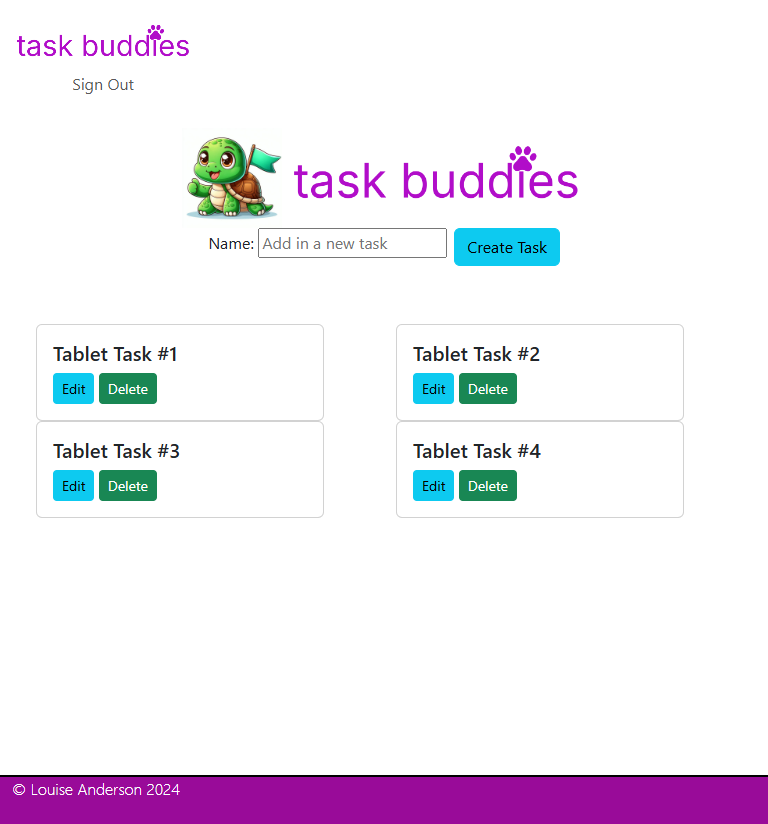 task buddies
Sign Out
task buddies
Name: Add in a new task Create Task
Tablet Task #1
Edit Delete
Tablet Task #2
Edit Delete
Tablet Task #3
Edit Delete
Tablet Task #4
Edit Delete
© Louise Anderson 2024